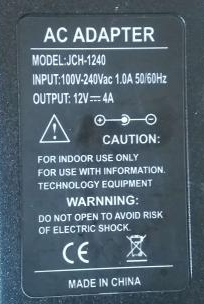 AC ADAPTER
MODEL:JCH-1240
INPUT:100V-240Vac 1.0A 50/60Hz
OUTPUT: 12V⎓4A
CAUTION:
FOR INDOOR USE ONLY
FOR USE WITH INFORMATION.
TECHNOLOGY EQUIPMENT
WARNNING:
DO NOT OPEN TO AVOID RISK
OF ELECTRIC SHOCK.
CE
MADE IN CHINA